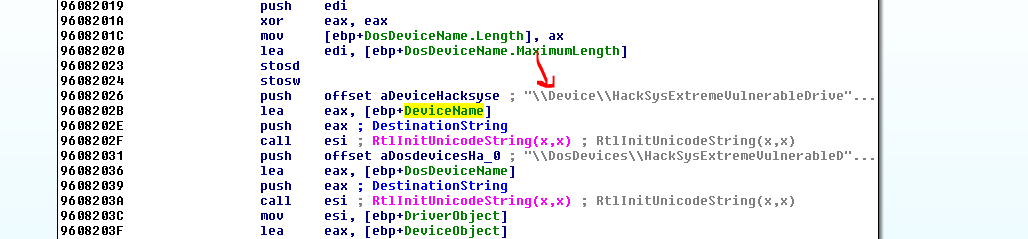 96082019 push edi
9608201A xor eax, eax
9608201C mov [ebp+DosDeviceName.Length], ax
96082020 lea edi, [ebp+DosDeviceName.MaximumLength]
96082023 stosd
96082024 stosw
96082026 push offset aDeviceHacksyse ; "\\Device\\HackSysExtremeVulnerableDrive"...
9608202B lea eax, [ebp+DeviceName]
9608202E push eax ; DestinationString
9608202F call esi ; RtlInitUnicodeString(x,x) ; RtlInitUnicodeString(x,x)
96082031 push offset aDosdevicesHa_0 ; "\\DosDevices\\HackSysExtremeVulnerableD"...
96082036 lea eax, [ebp+DosDeviceName]
96082039 push eax ; DestinationString
9608203A call esi ; RtlInitUnicodeString(x,x) ; RtlInitUnicodeString(x,x)
9608203C mov esi, [ebp+DriverObject]
9608203F lea eax, [ebp+DeviceObject]